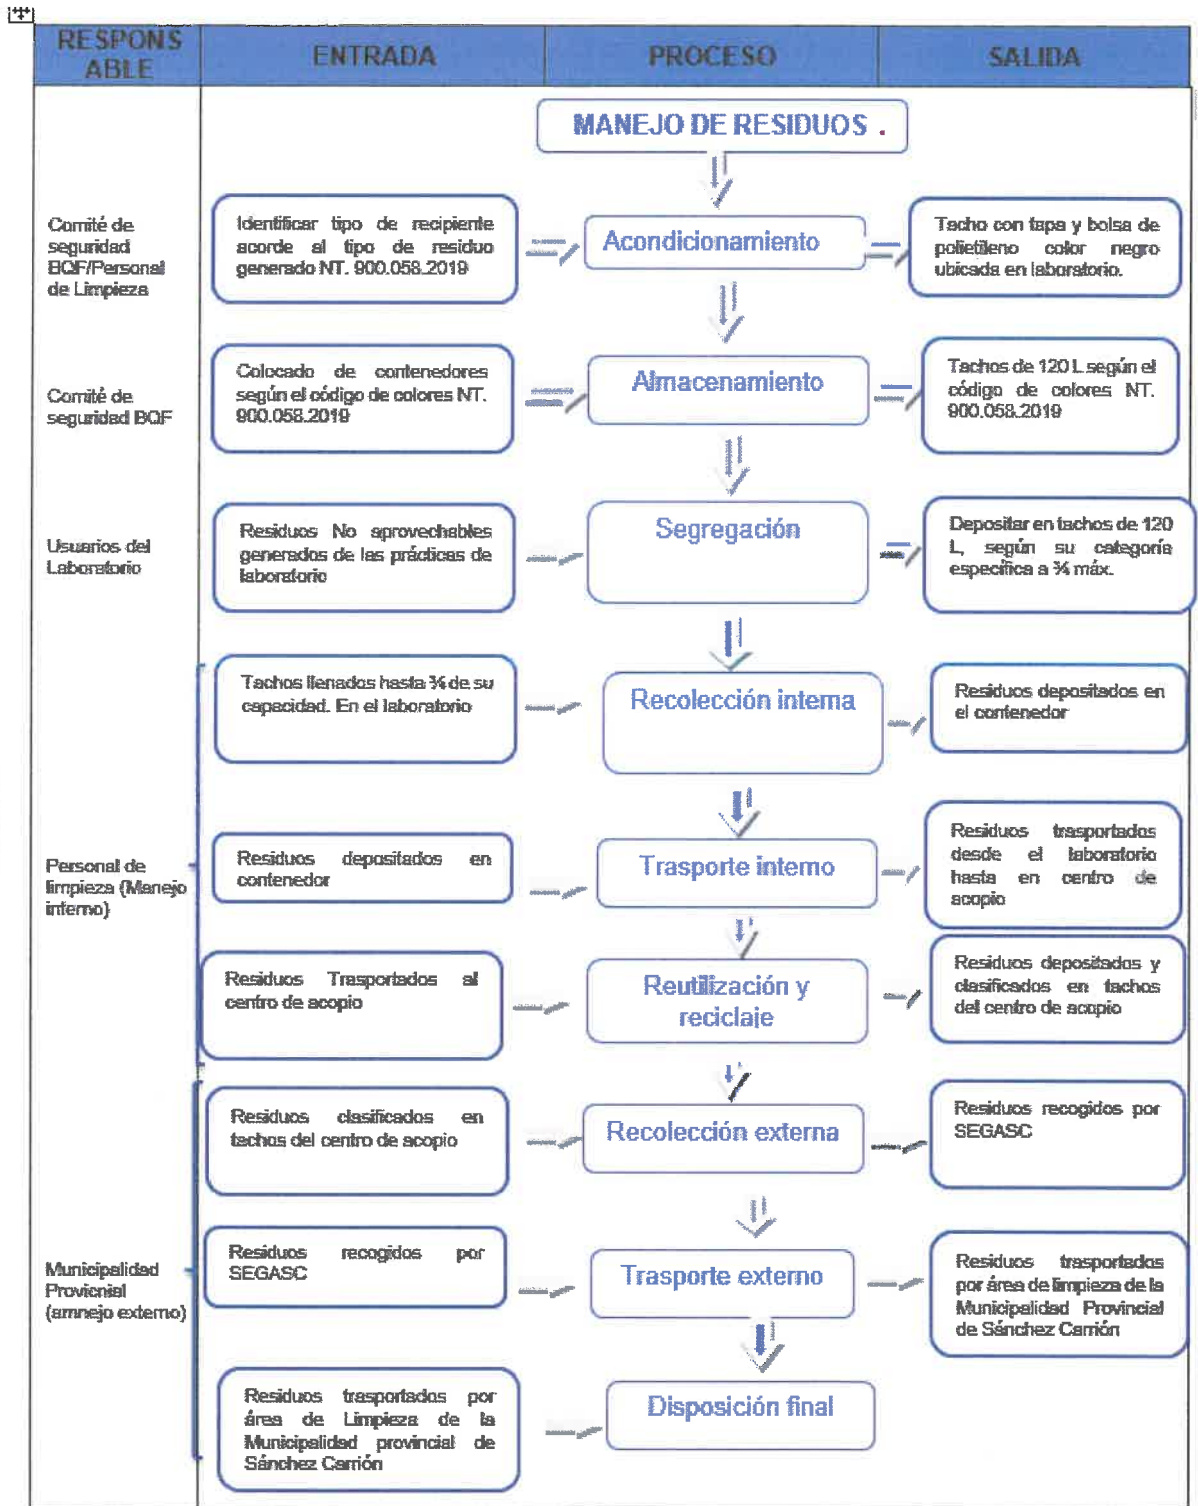 RESPONS
ABLE
ENTRADA
PROCESO
SALIDA
MANEJO DE RESIDUOS .
Comité de
seguridad
BQF/Personal
de Limpieza
Identificar tipo de recipiente
acorde al tipo de residuo
generado NT. 900.058.2019
Acondicionamiento
Tacho con tapa y bolsa de
polietileno color negro
ubicada en laboratorio.
Comité de
seguridad BQF
Colocado de contenedores
según el código de colores NT.
900.058.2019
Almacenamiento
Tachos de 120 L según el
código de colores NT.
900.058.2019
Usuarios del
Laboratorio
Residuos No aprovechables
generados de las prácticas de
laboratorio
Segregación
Depositar en tachos de 120
L, según su categoría
específica a ¾ máx.
Tachos llenados hasta ¾ de su
capacidad. En el laboratorio
Recolección interna
Residuos depositados en
el contenedor
Personal de
limpieza (Manejo
interno)
Residuos depositados en
contenedor
Trasporte interno
Residuos trasportados
desde el laboratorio
hasta en centro de
acopio
Residuos Trasportados al
centro de acopio
Reutilización y
reciclaje
Residuos depositados y
clasificados en tachos
del centro de acopio
Residuos clasificados en
tachos del centro de acopio
Recolección externa
Residuos recogidos por
SEGASC
Municipalidad
Provicnial
(amnejo externo)
Residuos recogidos por
SEGASC
Trasporte externo
Residuos trasportados
por área de limpieza de la
Municipalidad Provincial
de Sánchez Carrión
Residuos trasportados por
área de Limpieza de la
Municipalidad provincial de
Sánchez Carrión
Disposición final